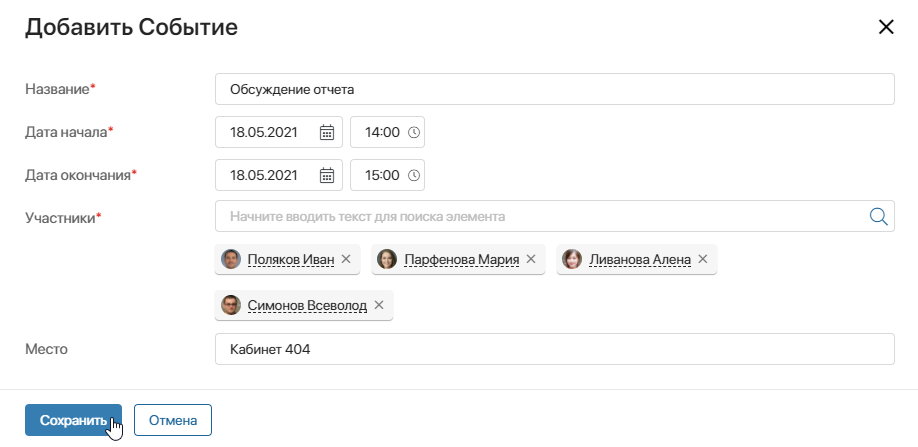 Добавить Событие
Название*
Обсуждение отчета
Дата начала*
18.05.2021
14:00
Дата окончания*
18.05.2021
15:00
Участники*
Начните вводить текст для поиска элемента
Поляков Иван
Парфенова Мария
Ливанова Алена
Симонов Всеволод
Место
Кабинет 404
Сохранить
Отмена